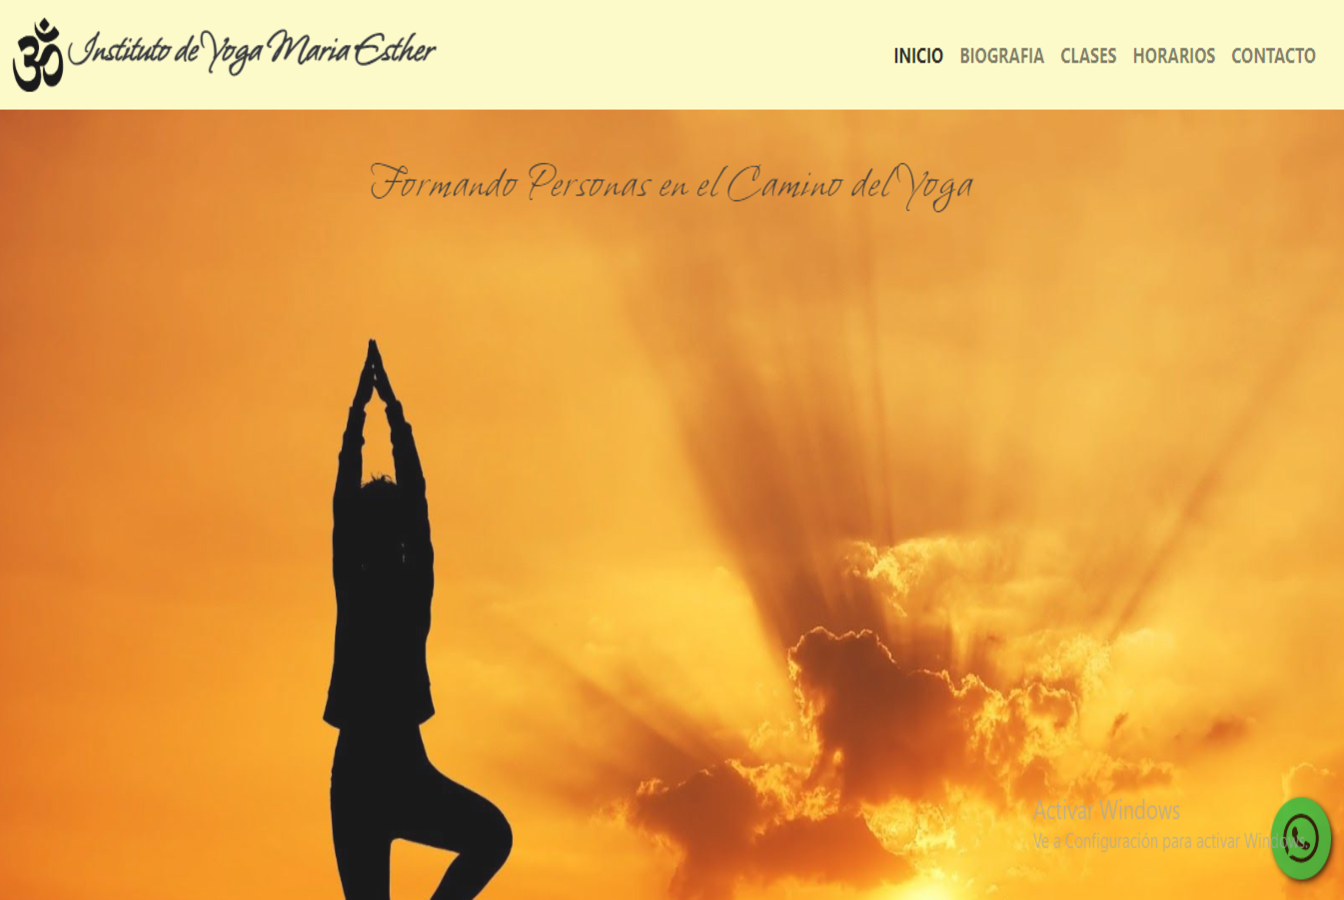 ॐ Instituto de Yoga Maria Esther
INICIO BIOGRAFIA CLASES HORARIOS CONTACTO
Formando Personas en el Camino del Yoga
Activar Windows
Ve a Configuración para activar Windows.